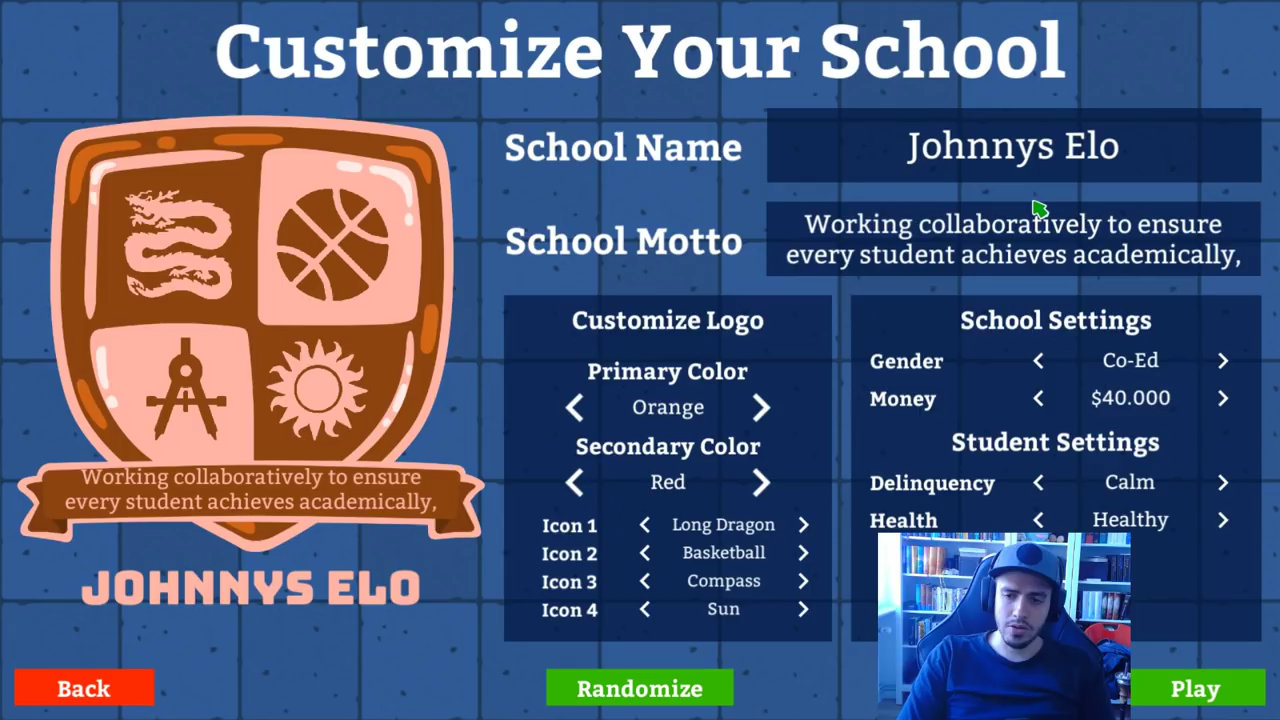 Customize Your School
School Name
Johnnys Elo
School Motto
Working collaboratively to ensure
every student achieves academically,
Working collaboratively to ensure
every student achieves academically,
JOHNNYS ELO
Customize Logo
Primary Color
Orange
Secondary Color
Red
Icon 1 Long Dragon
Icon 2 Basketball
Icon 3 Compass
Icon 4 Sun
School Settings
Gender Co-Ed
Money $40.000
Student Settings
Delinquency Calm
Health Healthy
Back
Randomize
Play